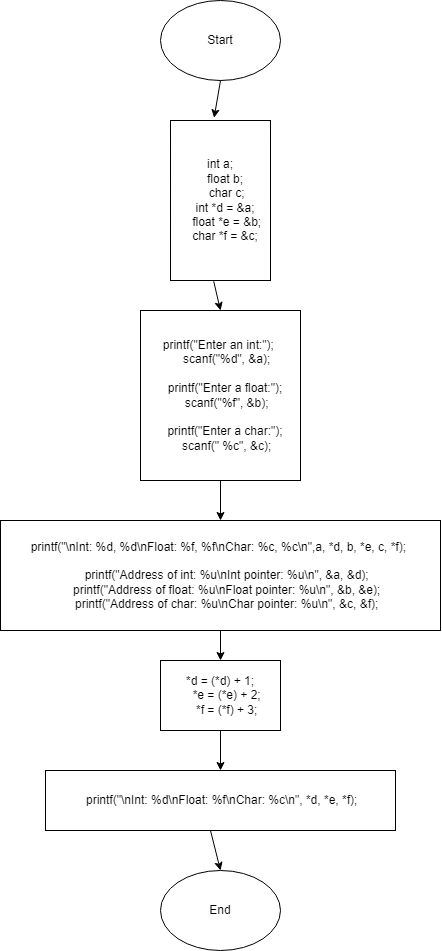 Start
int a;
float b;
char c;
int *d = &a;
float *e = &b;
char *f = &c;
printf("Enter an int:");
scanf("%d", &a);
printf("Enter a float:");
scanf("%f", &b);
printf("Enter a char:");
scanf(" %c", &c);
printf("\nInt: %d, %d\nFloat: %f, %f\nChar: %c, %c\n",a, *d, b, *e, c, *f);
printf("Address of int: %u\nInt pointer: %u\n", &a, &d);
printf("Address of float: %u\nFloat pointer: %u\n", &b, &e);
printf("Address of char: %u\nChar pointer: %u\n", &c, &f);
*d = (*d) + 1;
*e = (*e) + 2;
*f = (*f) + 3;
printf("\nInt: %d\nFloat: %f\nChar: %c\n", *d, *e, *f);
End